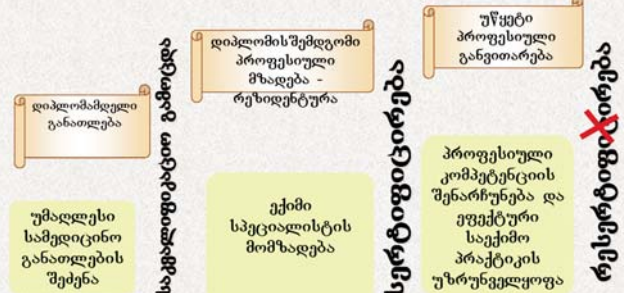 დიპლომამდელი
განათლება
უმაღლესი
სამედიცინო
განათლების
შეძენა
საკვალიფიკაციო გამოცდა
დიპლომისშემდგომი
პროფესიული
მზადება -
რეზიდენტურა
ექიმი
სპეციალისტის
მომზადება
სერტიფიცირება
უწყვეტი
პროფესიული
განვითარება
პროფესიული
კომპეტენციის
შენარჩუნება და
ეფექტური
საექიმო
პრაქტიკის
უზრუნველყოფა
რესერტიფიცირება